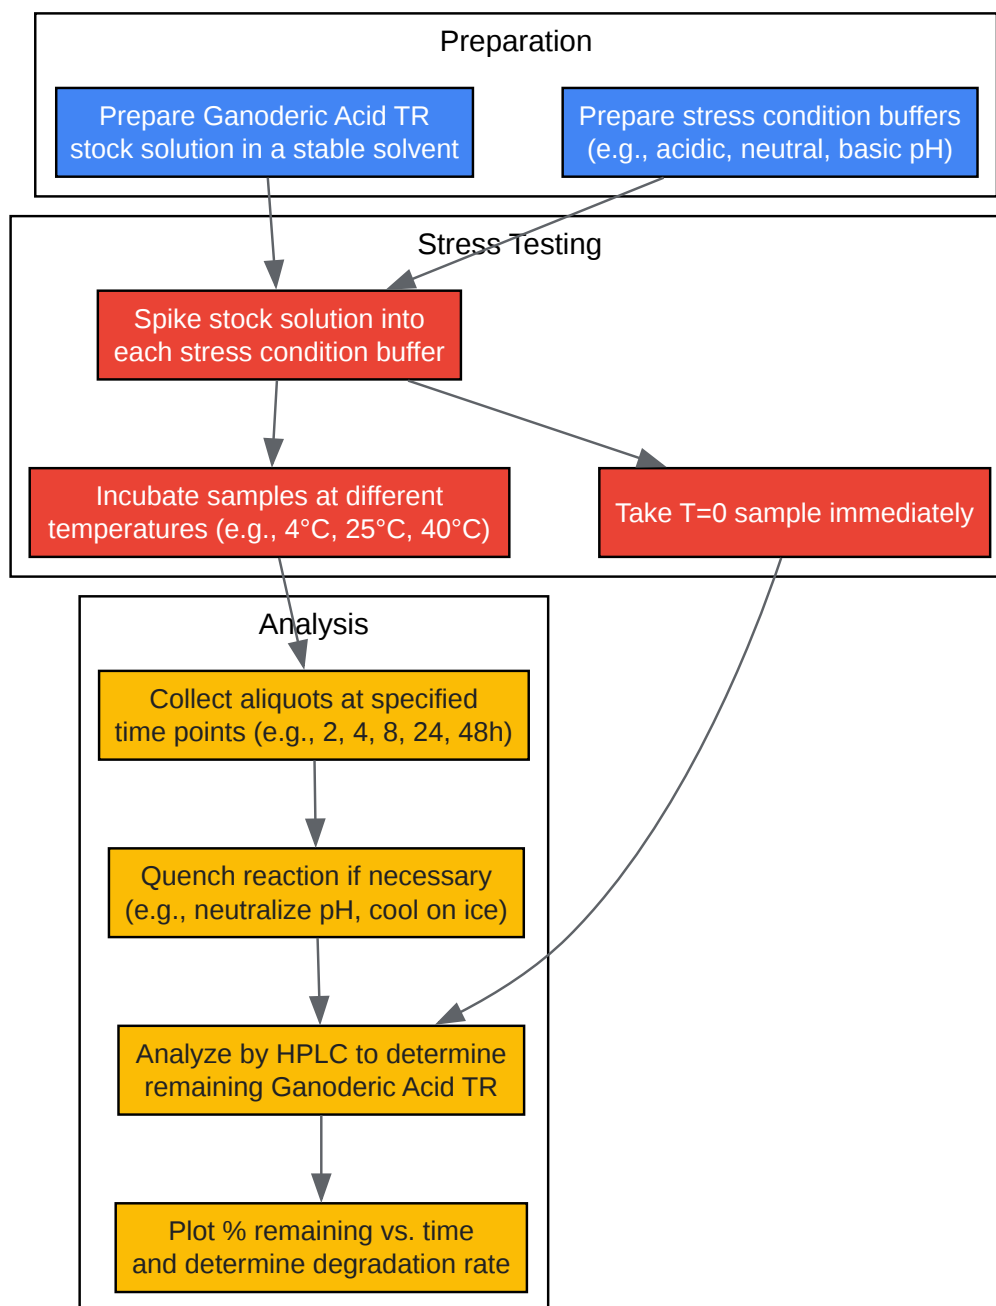 Preparation
Prepare Ganoderic Acid TR
stock solution in a stable solvent
Prepare stress condition buffers
(e.g., acidic, neutral, basic pH)
Stress Testing
Spike stock solution into
each stress condition buffer
Incubate samples at different
temperatures (e.g., 4°C, 25°C, 40°C)
Take T=0 sample immediately
Analysis
Collect aliquots at specified
time points (e.g., 2, 4, 8, 24, 48h)
Quench reaction if necessary
(e.g., neutralize pH, cool on ice)
Analyze by HPLC to determine
remaining Ganoderic Acid TR
Plot % remaining vs. time
and determine degradation rate